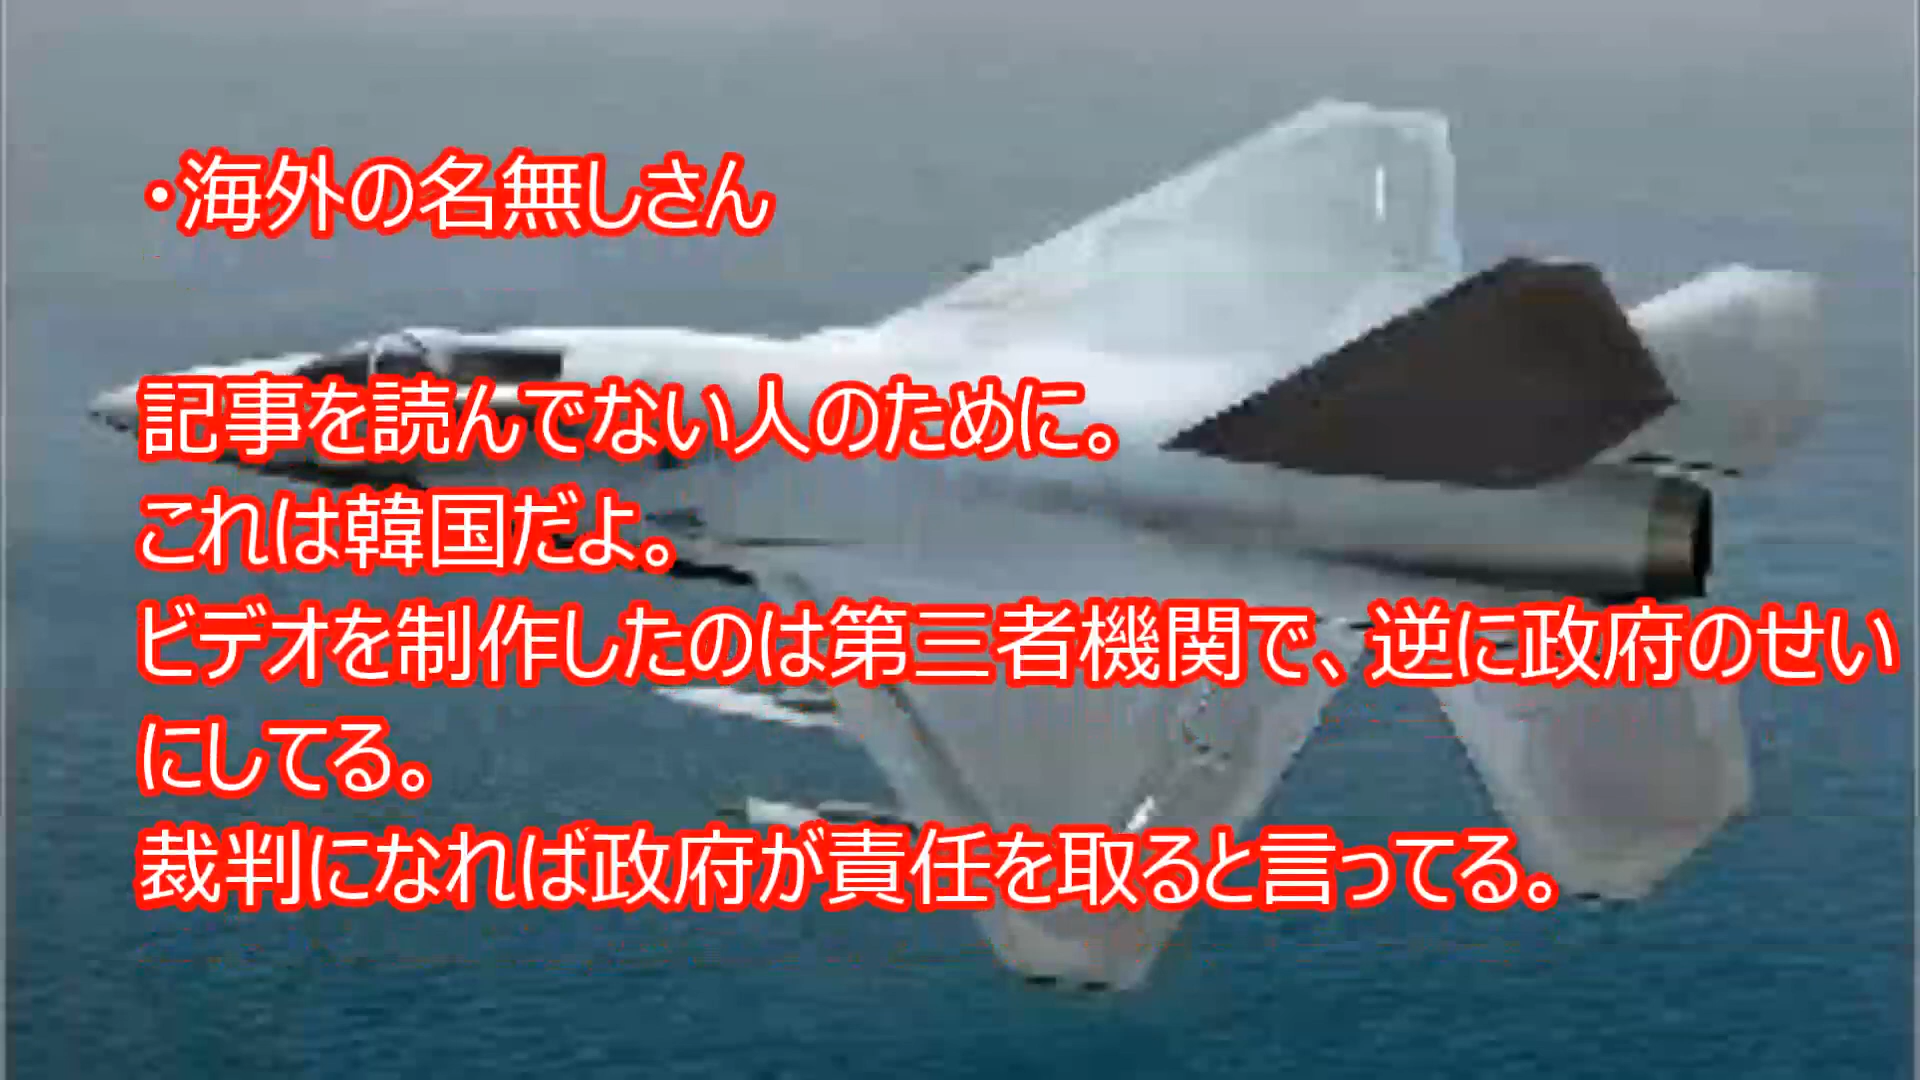 ・海外の名無しさん
記事を読んでない人のために。
これは韓国だよ。
ビデオを制作したのは第三者機関で、逆に政府のせい
にしてる。
裁判になれば政府が責任を取ると言ってる。